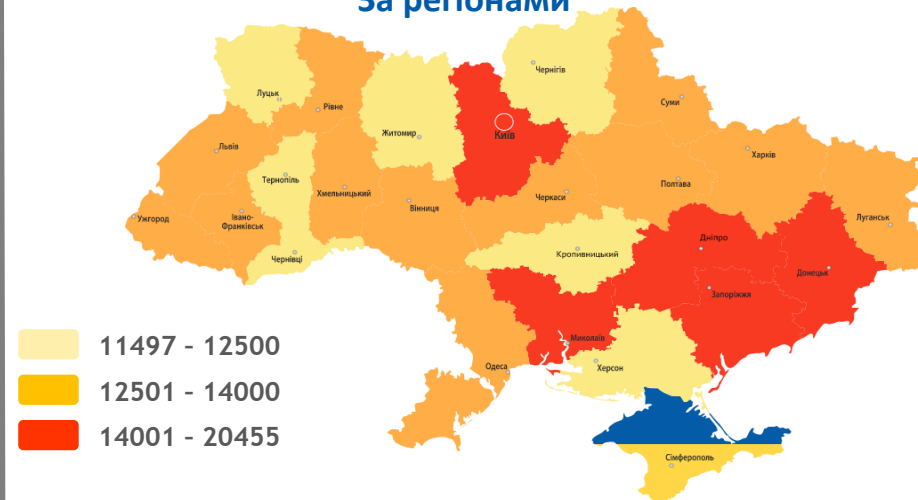 За регіонами
Чернігів
Луцьк
Суми
Рівне
Київ
Житомир
Львів
Харків
Тернопіль
Полтава
Хмельницький
Черкаси
Вінниця
Ужгород
Івано-
Франківськ
Луганськ
Дніпро
Чернівці
Кропивницький
Донецьк
Запоріжжя
Миколаїв
11497 - 12500
Одеса
Херсон
12501 - 14000
14001 - 20455
Сімферополь